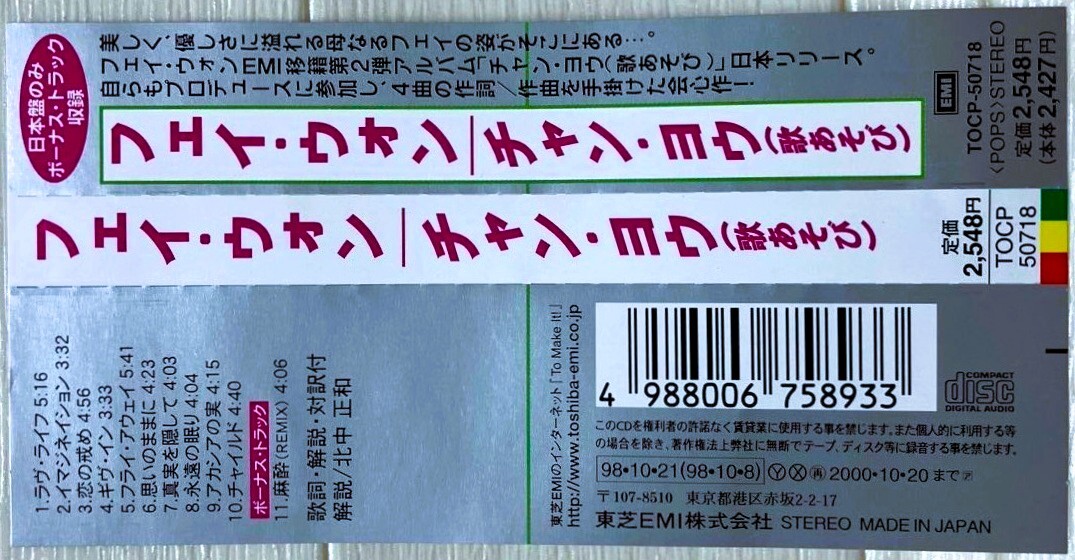 日本盤のみ
ボーナス・トラック
収録
美しく、優しさに溢れる母なるフェイの姿がそこにある…。
フェイ・ウォンEMI移籍第2弾アルバム「チャン・ヨウ(歌あそび)」日本リリース。
自らもプロデュースに参加し、4曲の作詞/作曲を手掛けた会心作!
フェイ・ウォン│チャン・ヨウ(歌あそび)
EMI
TOCP-50718
<POPS>STEREO
定価2,548円
(本体2,427円)
フェイ・ウォン│チャン・ヨウ(歌あそび)
定価
2,548円
TOCP
50718
1.ラヴ・ライフ 5:16
2.イマジネイション 3:32
3.恋の戒め 4:56
4.ギヴ・イン 3:33
5.フライ・アウェイ 5:41
6.思いのままに 4:23
7.真実を隠して 4:03
8.永遠の眠り 4:04
9.アカシアの実 4:15
10.チャイルド 4:40
ボーナス・トラック
11.麻酔(REMIX) 4:06
歌詞・解説・対訳付
解説/北中 正和
東芝EMIのインターネット「To Make It!」
http://www.toshiba-emi.co.jp
4 988006 758933
COMPACT
disc
DIGITAL AUDIO
このCDを権利者の許諾なく賃貸業に使用する事を禁じます。また個人的に利用する等
の場合を除き、著作権法上弊社に無断でテープ、ディスク等に録音する事を禁じます。
98・10・21(98・10・8) Ⓨ Ⓧ ㊞ 2000・10・20まで
〒107-8510 東京都港区赤坂2-2-17
東芝EMI株式会社 STEREO MADE IN JAPAN